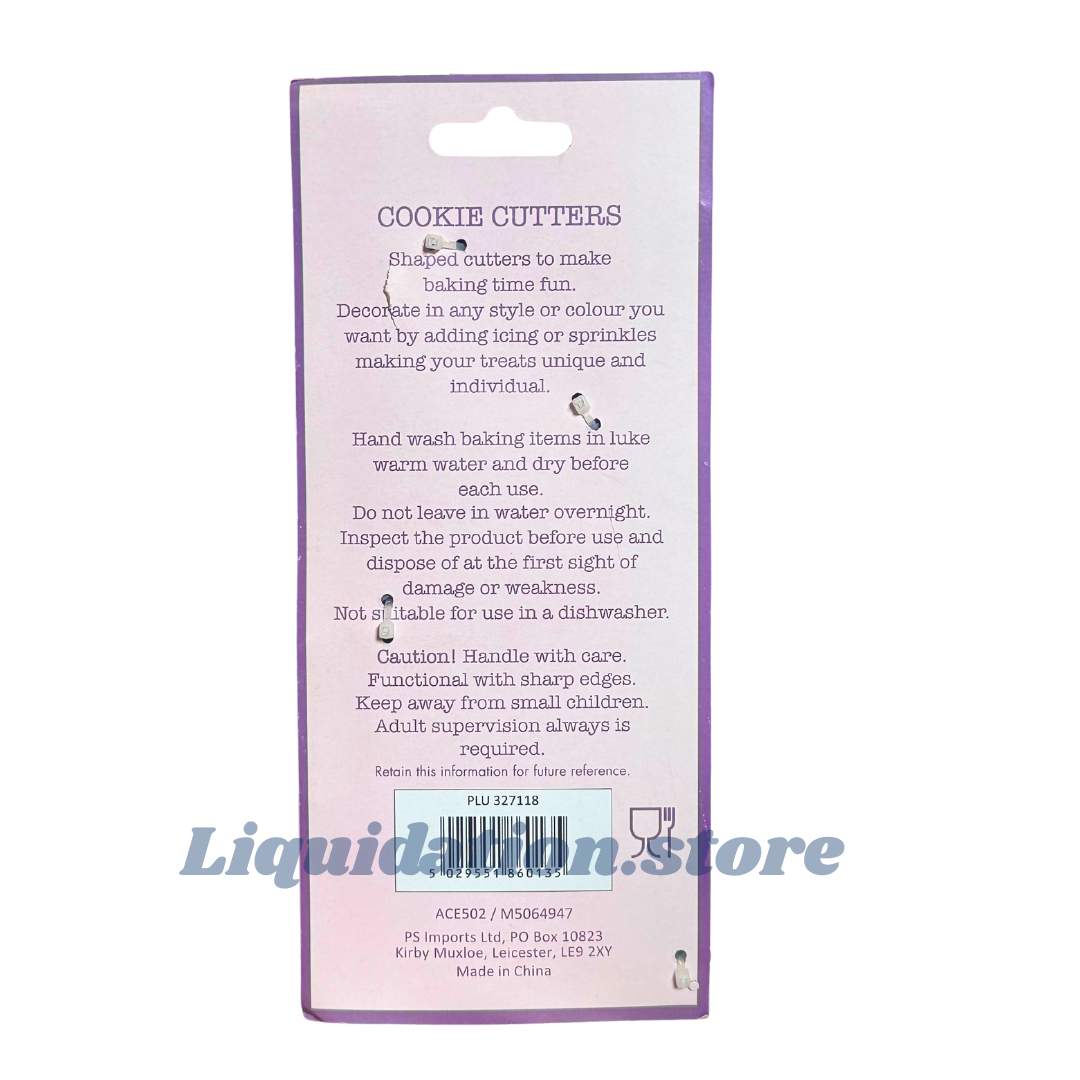 COOKIE CUTTERS
Shaped cutters to make
baking time fun.
Decorate in any style or colour you
want by adding icing or sprinkles
making your treats unique and
individual.
Hand wash baking items in luke
warm water and dry before
each use.
Do not leave in water overnight.
Inspect the product before use and
dispose of at the first sight of
damage or weakness.
Not suitable for use in a dishwasher.
Caution! Handle with care.
Functional with sharp edges.
Keep away from small children.
Adult supervision always is
required.
Retain this information for future reference.
PLU 327118
Liquidation.store
5 029551 860135
ACE502 / M5064947
PS Imports Ltd, PO Box 10823
Kirby Muxloe, Leicester, LE9 2XY
Made in China